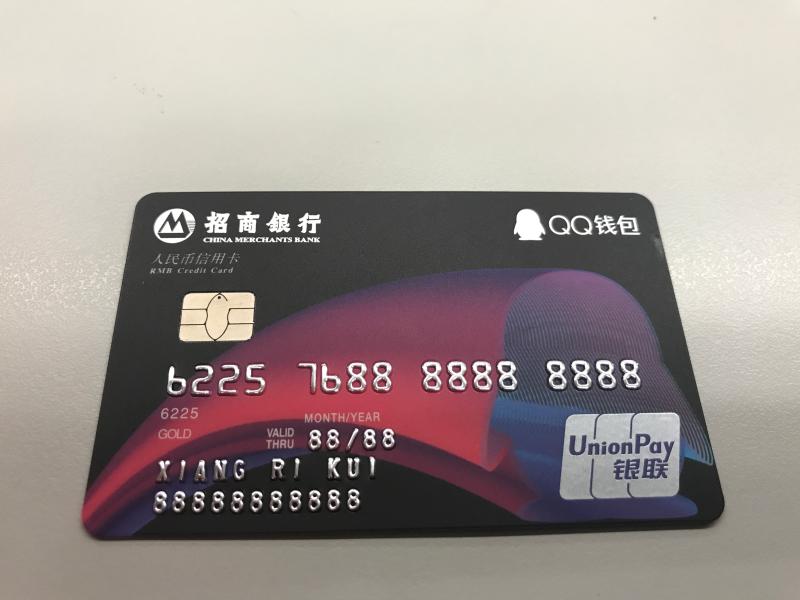 招商銀行
CHINA MERCHANTS BANK
QQ钱包
人民币信用卡
RMB Credit Card
6225 7688 8888 8888
6225
MONTH/YEAR
GOLD
VALID THRU 88/88
XIANG RI KUI
88888888888
UnionPay
银联